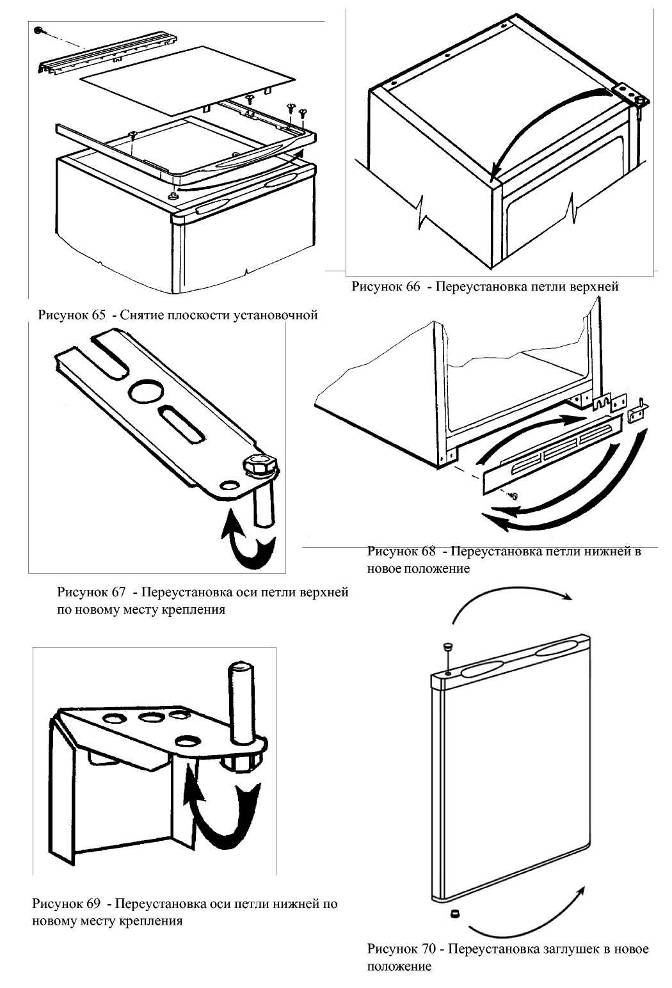 Рисунок 65 - Снятие плоскости установочной
Рисунок 66 - Переустановка петли верхней
Рисунок 67 - Переустановка оси петли верхней
по новому месту крепления
Рисунок 68 - Переустановка петли нижней в
новое положение
Рисунок 69 - Переустановка оси петли нижней по
новому месту крепления
Рисунок 70 - Переустановка заглушек в новое
положение